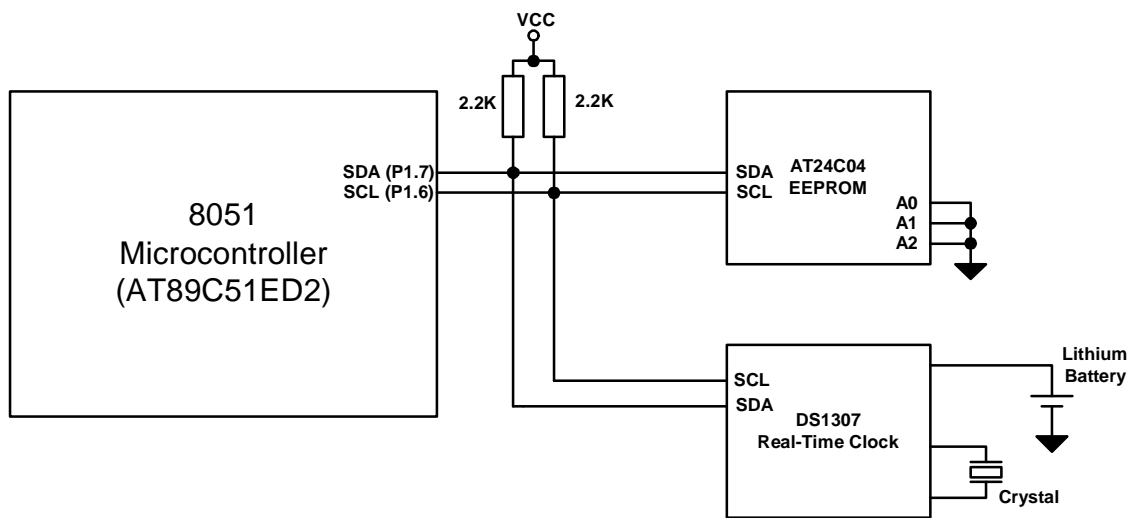 VCC
2.2K
2.2K
8051
Microcontroller
(AT89C51ED2)
SDA (P1.7)
SCL (P1.6)
SDA
SCL
AT24C04
EEPROM
A0
A1
A2
SCL
SDA
DS1307
Real-Time Clock
Lithium
Battery
Crystal